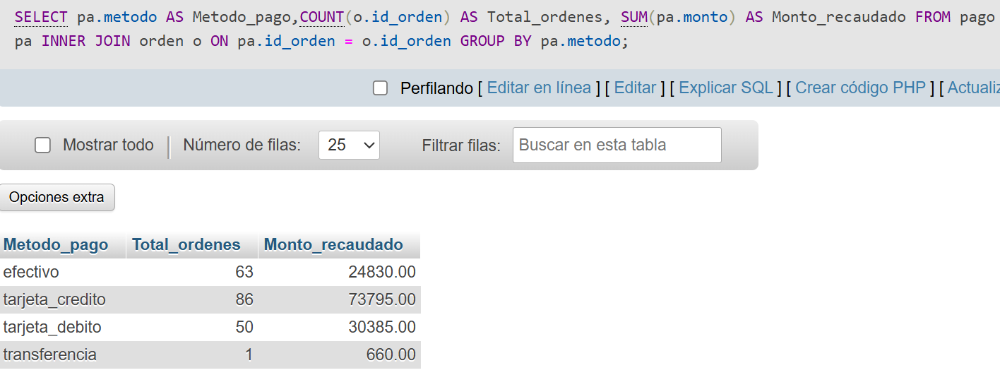 SELECT pa.metodo AS Metodo_pago,COUNT(o.id_orden) AS Total_ordenes, SUM(pa.monto) AS Monto_recaudado FROM pago
pa INNER JOIN orden o ON pa.id_orden = o.id_orden GROUP BY pa.metodo;
Perfilando [ Editar en línea ] [ Editar ] [ Explicar SQL ] [ Crear código PHP ] [
Mostrar todo Número de filas: 25 Filtrar filas: Buscar en esta tabla
Opciones extra
Metodo_pago Total_ordenes Monto_recaudado
efectivo 63 24830.00
tarjeta_credito 86 73795.00
tarjeta_debito 50 30385.00
transferencia 1 660.00